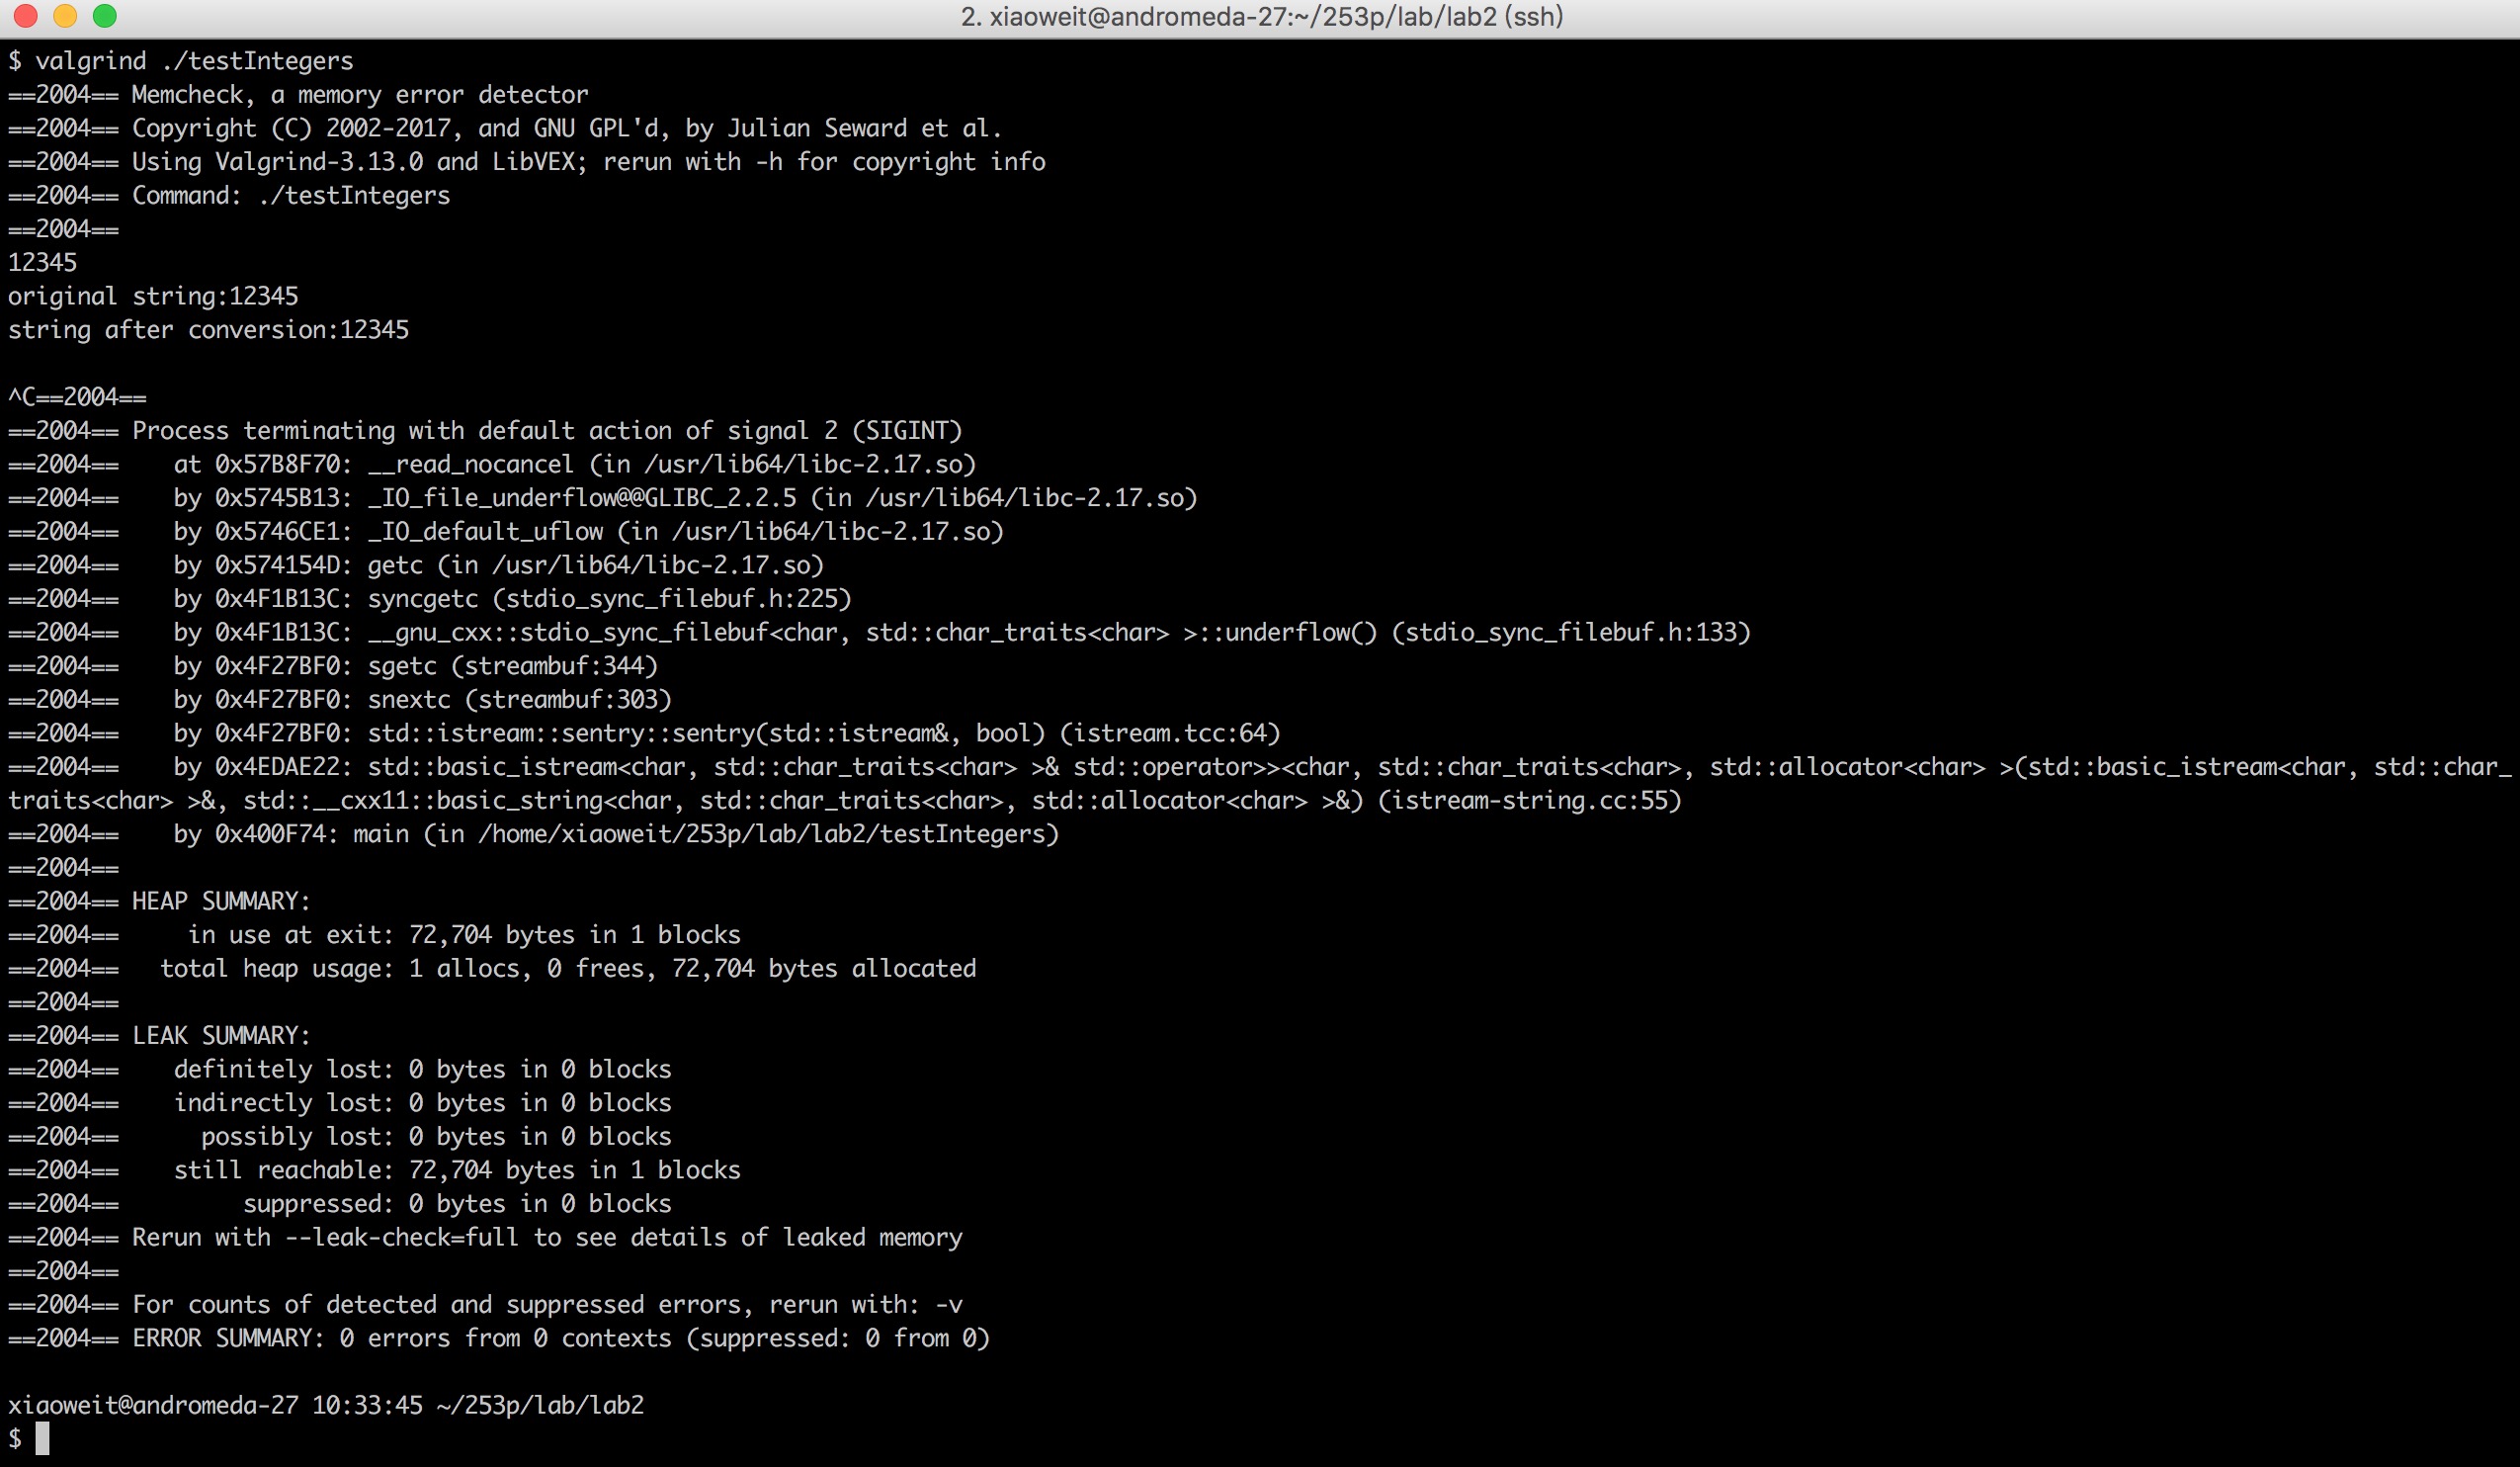 2. xiaoweit@andromeda-27:~/253p/lab/lab2 (ssh)
$ valgrind ./testIntegers
==2004== Memcheck, a memory error detector
==2004== Copyright (C) 2002-2017, and GNU GPL'd, by Julian Seward et al.
==2004== Using Valgrind-3.13.0 and LibVEX; rerun with -h for copyright info
==2004== Command: ./testIntegers
==2004==
12345
original string:12345
string after conversion:12345
^C==2004==
==2004== Process terminating with default action of signal 2 (SIGINT)
==2004==    at 0x57B8F70: __read_nocancel (in /usr/lib64/libc-2.17.so)
==2004==    by 0x5745B13: _IO_file_underflow@@GLIBC_2.2.5 (in /usr/lib64/libc-2.17.so)
==2004==    by 0x5746CE1: _IO_default_uflow (in /usr/lib64/libc-2.17.so)
==2004==    by 0x574154D: getc (in /usr/lib64/libc-2.17.so)
==2004==    by 0x4F1B13C: syncgetc (stdio_sync_filebuf.h:225)
==2004==    by 0x4F1B13C: __gnu_cxx::stdio_sync_filebuf<char, std::char_traits<char> >::underflow() (stdio_sync_filebuf.h:133)
==2004==    by 0x4F27BF0: sgetc (streambuf:344)
==2004==    by 0x4F27BF0: snextc (streambuf:303)
==2004==    by 0x4F27BF0: std::istream::sentry::sentry(std::istream&, bool) (istream.tcc:64)
==2004==    by 0x4EDAE22: std::basic_istream<char, std::char_traits<char> >& std::operator>><char, std::char_traits<char>, std::allocator<char> >(std::basic_istream<char, std::char_
traits<char> >&, std::__cxx11::basic_string<char, std::char_traits<char>, std::allocator<char> >&) (istream-string.cc:55)
==2004==    by 0x400F74: main (in /home/xiaoweit/253p/lab/lab2/testIntegers)
==2004==
==2004== HEAP SUMMARY:
==2004==     in use at exit: 72,704 bytes in 1 blocks
==2004==   total heap usage: 1 allocs, 0 frees, 72,704 bytes allocated
==2004==
==2004== LEAK SUMMARY:
==2004==    definitely lost: 0 bytes in 0 blocks
==2004==    indirectly lost: 0 bytes in 0 blocks
==2004==      possibly lost: 0 bytes in 0 blocks
==2004==    still reachable: 72,704 bytes in 1 blocks
==2004==         suppressed: 0 bytes in 0 blocks
==2004== Rerun with --leak-check=full to see details of leaked memory
==2004==
==2004== For counts of detected and suppressed errors, rerun with: -v
==2004== ERROR SUMMARY: 0 errors from 0 contexts (suppressed: 0 from 0)
xiaoweit@andromeda-27 10:33:45 ~/253p/lab/lab2
$